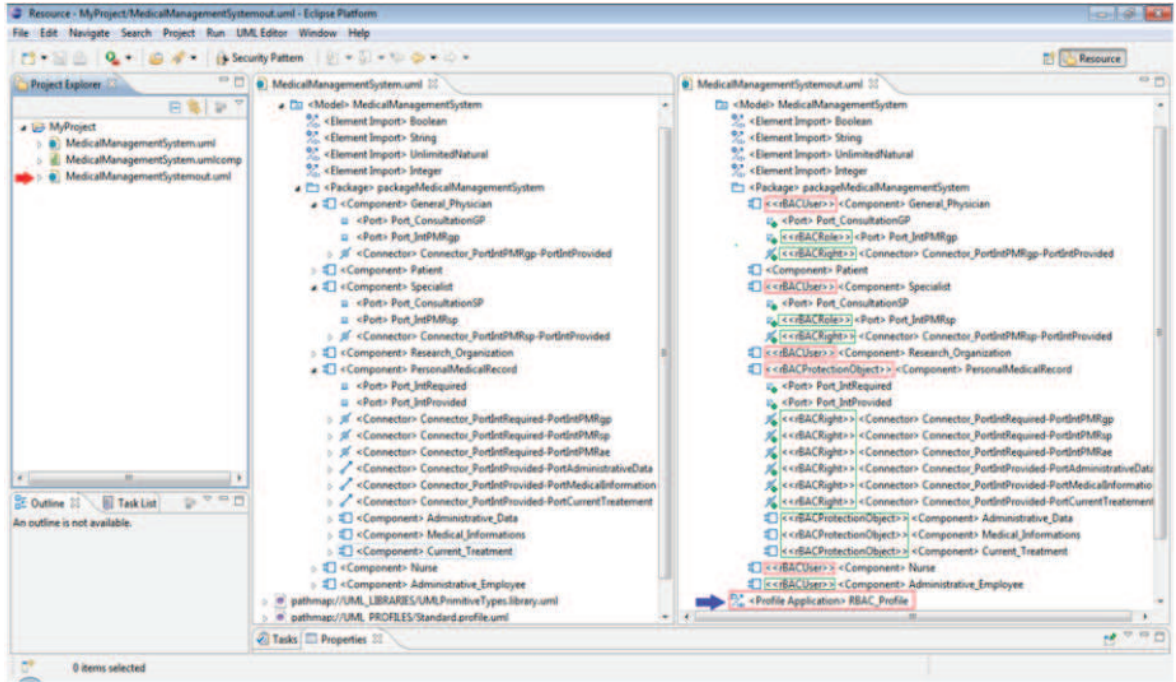 Resource - MyProject/MedicalManagementSystemout.uml - Eclipse Platform
File Edit Navigate Search Project Run UML Editor Window Help
Security Pattern
Resource
Project Explorer
MyProject
MedicalManagementSystem.uml
MedicalManagementSystem.umlcomp
MedicalManagementSystemout.uml
Outline Task List
An outline is not available.
MedicalManagementSystem.uml
<Model> MedicalManagementSystem
<Element Import> Boolean
<Element Import> String
<Element Import> UnlimitedNatural
<Element Import> Integer
<Package> packageMedicalManagementSystem
<Component> General_Physician
<Port> Port_ConsultationGP
<Port> Port_IntPMRgp
<Connector> Connector_PortIntPMRgp-PortIntProvided
<Component> Patient
<Component> Specialist
<Port> Port_ConsultationSP
<Port> Port_IntPMRsp
<Connector> Connector_PortIntPMRsp-PortIntProvided
<Component> Research_Organization
<Component> PersonalMedicalRecord
<Port> Port_IntRequired
<Port> Port_IntProvided
<Connector> Connector_PortIntRequired-PortIntPMRgp
<Connector> Connector_PortIntRequired-PortIntPMRsp
<Connector> Connector_PortIntRequired-PortIntPMRae
<Connector> Connector_PortIntProvided-PortAdministrativeData
<Connector> Connector_PortIntProvided-PortMedicalInformation
<Connector> Connector_PortIntProvided-PortCurrentTreatement
<Component> Administrative_Data
<Component> Medical_Informations
<Component> Current_Treatment
<Component> Nurse
<Component> Administrative_Employee
pathmap://UML_LIBRARIES/UMLPrimitiveTypes.library.uml
pathmap://UML_PROFILES/Standard.profile.uml
MedicalManagementSystemout.uml
<Model> MedicalManagementSystem
<Element Import> Boolean
<Element Import> String
<Element Import> UnlimitedNatural
<Element Import> Integer
<Package> packageMedicalManagementSystem
<<rBACUser>> <Component> General_Physician
<Port> Port_ConsultationGP
<<rBACRole>> <Port> Port_IntPMRgp
<<rBACRight>> <Connector> Connector_PortIntPMRgp-PortIntProvided
<Component> Patient
<<rBACUser>> <Component> Specialist
<Port> Port_ConsultationSP
<<rBACRole>> <Port> Port_IntPMRsp
<<rBACRight>> <Connector> Connector_PortIntPMRsp-PortIntProvided
<<rBACUser>> <Component> Research_Organization
<<rBACProtectionObject>> <Component> PersonalMedicalRecord
<Port> Port_IntRequired
<Port> Port_IntProvided
<<rBACRight>> <Connector> Connector_PortIntRequired-PortIntPMRgp
<<rBACRight>> <Connector> Connector_PortIntRequired-PortIntPMRsp
<<rBACRight>> <Connector> Connector_PortIntRequired-PortIntPMRae
<<rBACRight>> <Connector> Connector_PortIntProvided-PortAdministrativeData
<<rBACRight>> <Connector> Connector_PortIntProvided-PortMedicalInformatio
<<rBACRight>> <Connector> Connector_PortIntProvided-PortCurrentTreatement
<<rBACProtectionObject>> <Component> Administrative_Data
<<rBACProtectionObject>> <Component> Medical_Informations
<<rBACProtectionObject>> <Component> Current_Treatment
<<rBACUser>> <Component> Nurse
<<rBACUser>> <Component> Administrative_Employee
<Profile Application> RBAC_Profile
Tasks Properties
0 items selected